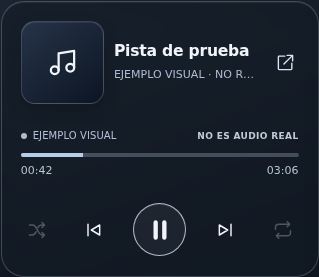 Pista de prueba
EJEMPLO VISUAL · NO R...
EJEMPLO VISUAL
NO ES AUDIO REAL
00:42
03:06